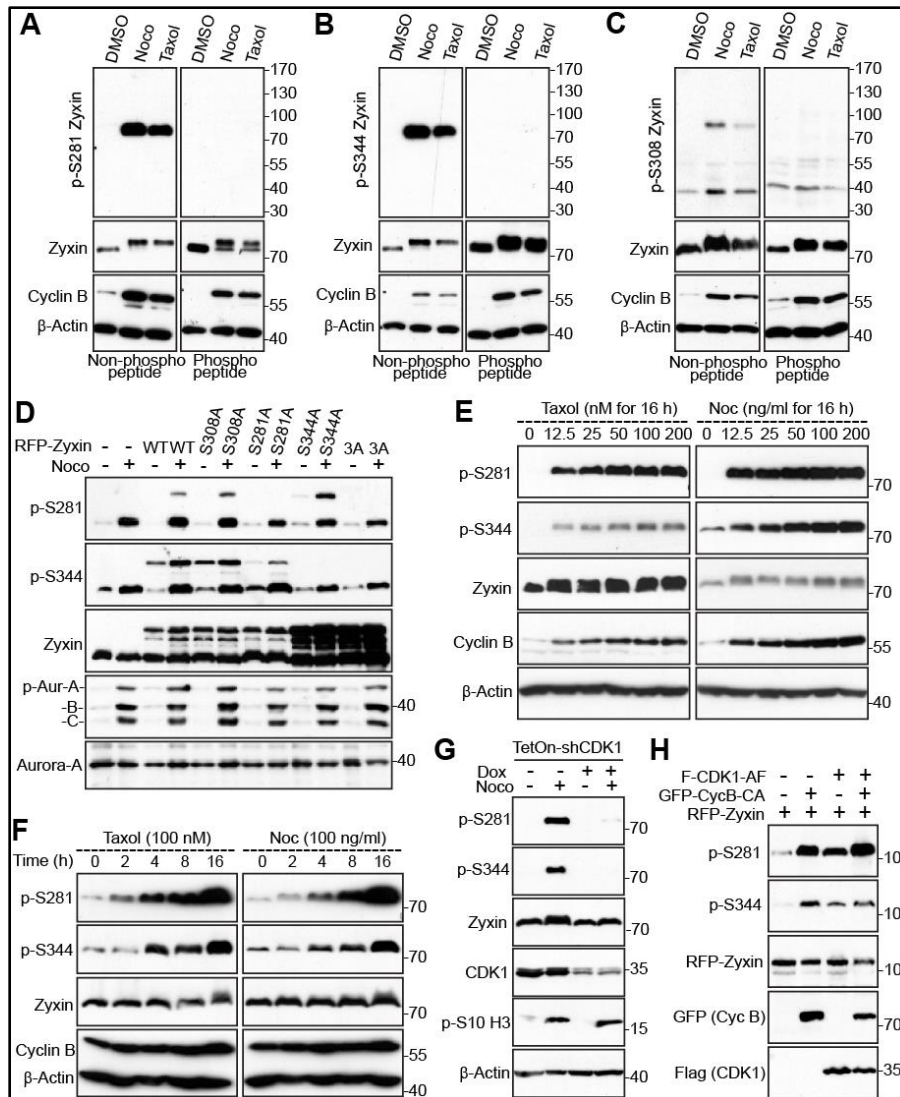 A B C
DMSO Noco Taxol DMSO Noco Taxol
DMSO Noco Taxol DMSO Noco Taxol
DMSO Noco Taxol DMSO Noco Taxol
p-S281 Zyxin
170
130
100
70
55
40
30
Zyxin
70
Cyclin B
55
β-Actin
40
Non-phospho peptide
Phospho peptide
p-S344 Zyxin
170
130
100
70
55
40
30
Zyxin
70
Cyclin B
55
β-Actin
40
Non-phospho peptide
Phospho peptide
p-S308 Zyxin
170
130
100
70
55
40
30
Zyxin
70
Cyclin B
55
β-Actin
40
Non-phospho peptide
Phospho peptide
D
RFP-Zyxin - - WT WT S308A S308A S281A S281A S344A S344A 3A 3A
Noco - + - + - + - + - + - +
p-S281
p-S344
Zyxin
p-Aur-A-
-B-
40
-C-
Aurora-A
40
E
Taxol (nM for 16 h) Noc (ng/ml for 16 h)
0 12.5 25 50 100 200 0 12.5 25 50 100 200
p-S281
70
p-S344
70
Zyxin
70
Cyclin B
55
β-Actin
40
F
Taxol (100 nM) Noc (100 ng/ml)
Time (h) 0 2 4 8 16 0 2 4 8 16
p-S281
70
p-S344
70
Zyxin
70
Cyclin B
55
β-Actin
40
G
TetOn-shCDK1
Dox - - + +
Noco - + - +
p-S281
70
p-S344
70
Zyxin
70
CDK1
35
p-S10 H3
15
β-Actin
40
H
F-CDK1-AF - - + +
GFP-CycB-CA - + - +
RFP-Zyxin + + + +
p-S281
10
p-S344
10
RFP-Zyxin
10
GFP (Cyc B)
70
Flag (CDK1)
35